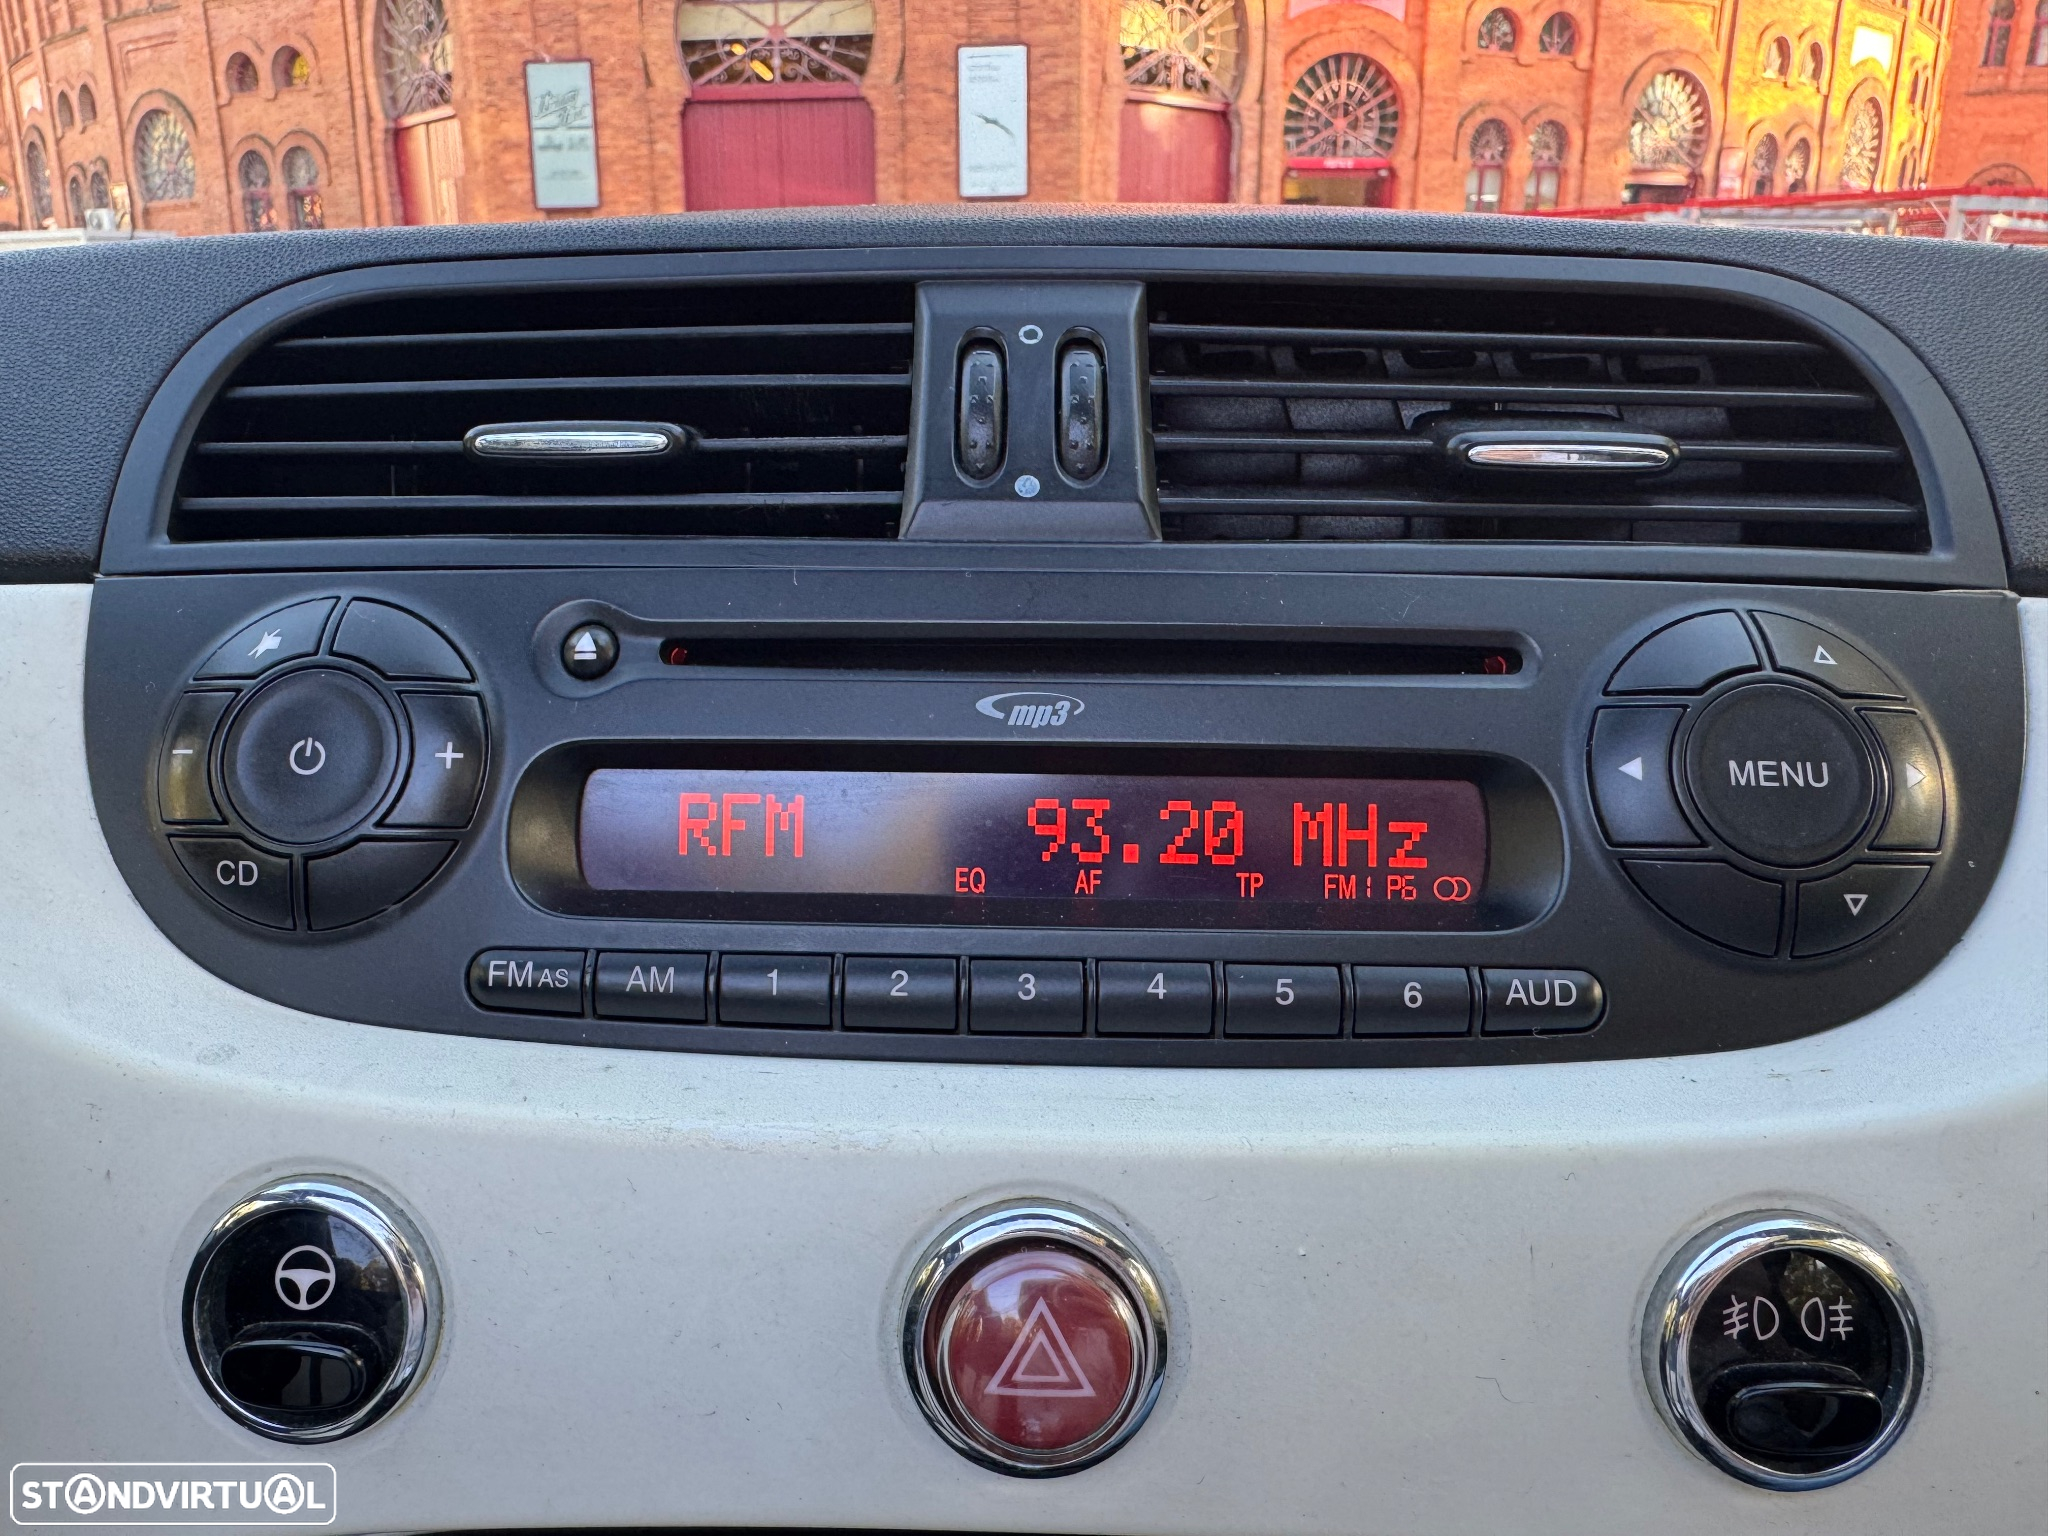 mp3
RFM 93.20 MHz
EQ AF TP FM1 P6
CD
MENU
FM AS AM 1 2 3 4 5 6 AUD
STANDVIRTUAL